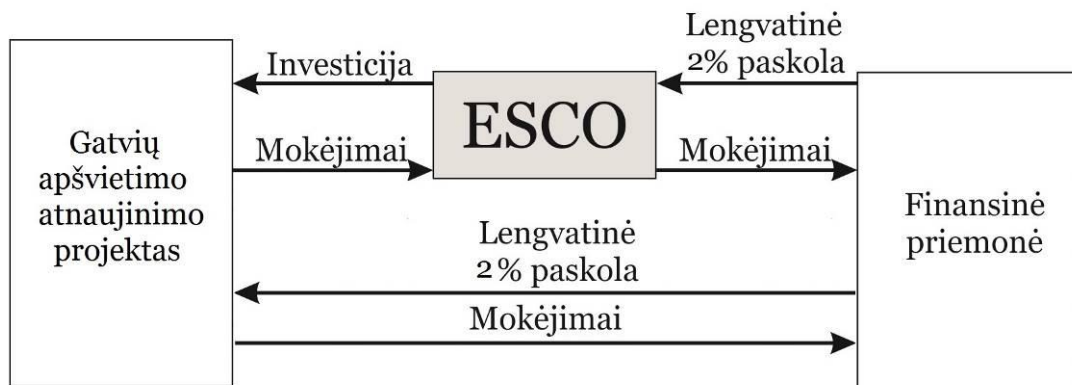 Lengvatinė
2% paskola
Investicija
ESCO
Mokėjimai
Mokėjimai
Gatvių
apšvietimo
atnaujinimo
projektas
Finansinė
priemonė
Lengvatinė
2% paskola
Mokėjimai